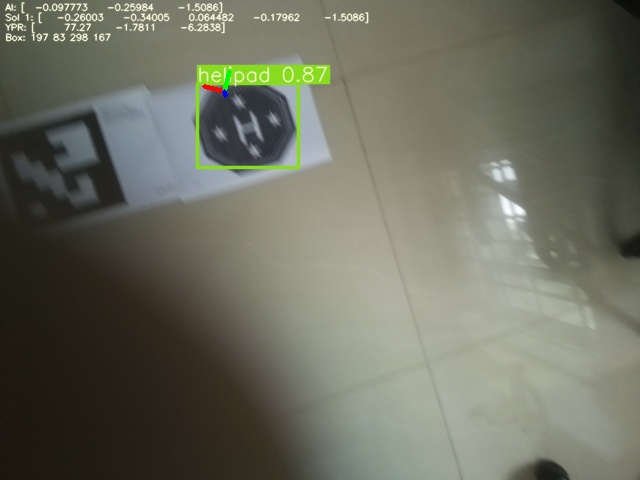 AI: [ -0.097773 -0.25984 -1.5086]
Sol 1: [ -0.26003 -0.34005 0.064482 -0.17962 -1.5086]
YPR: [ 77.27 -1.7811 -6.2838]
Box: 197 83 298 167
helipad 0.87
H